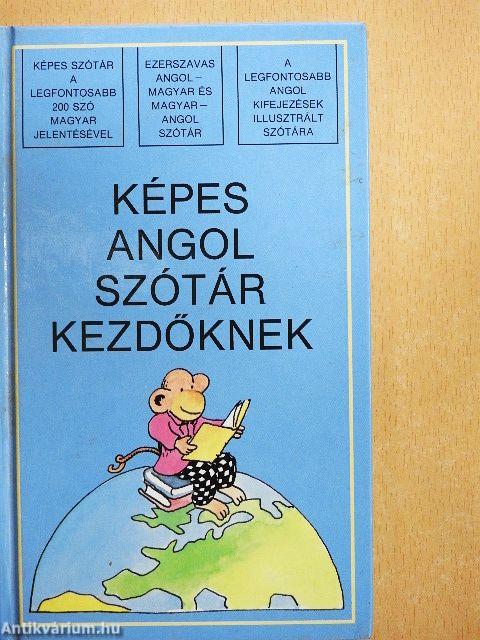 KÉPES SZÓTÁR
A
LEGFONTOSABB
200 SZÓ
MAGYAR
JELENTÉSÉVEL
EZERSZAVAS
ANGOL –
MAGYAR ÉS
MAGYAR –
ANGOL
SZÓTÁR
A
LEGFONTOSABB
ANGOL
KIFEJEZÉSEK
ILLUSZTRÁLT
SZÓTÁRA
KÉPES
ANGOL
SZÓTÁR
KEZDŐKNEK
Antikvárium.hu